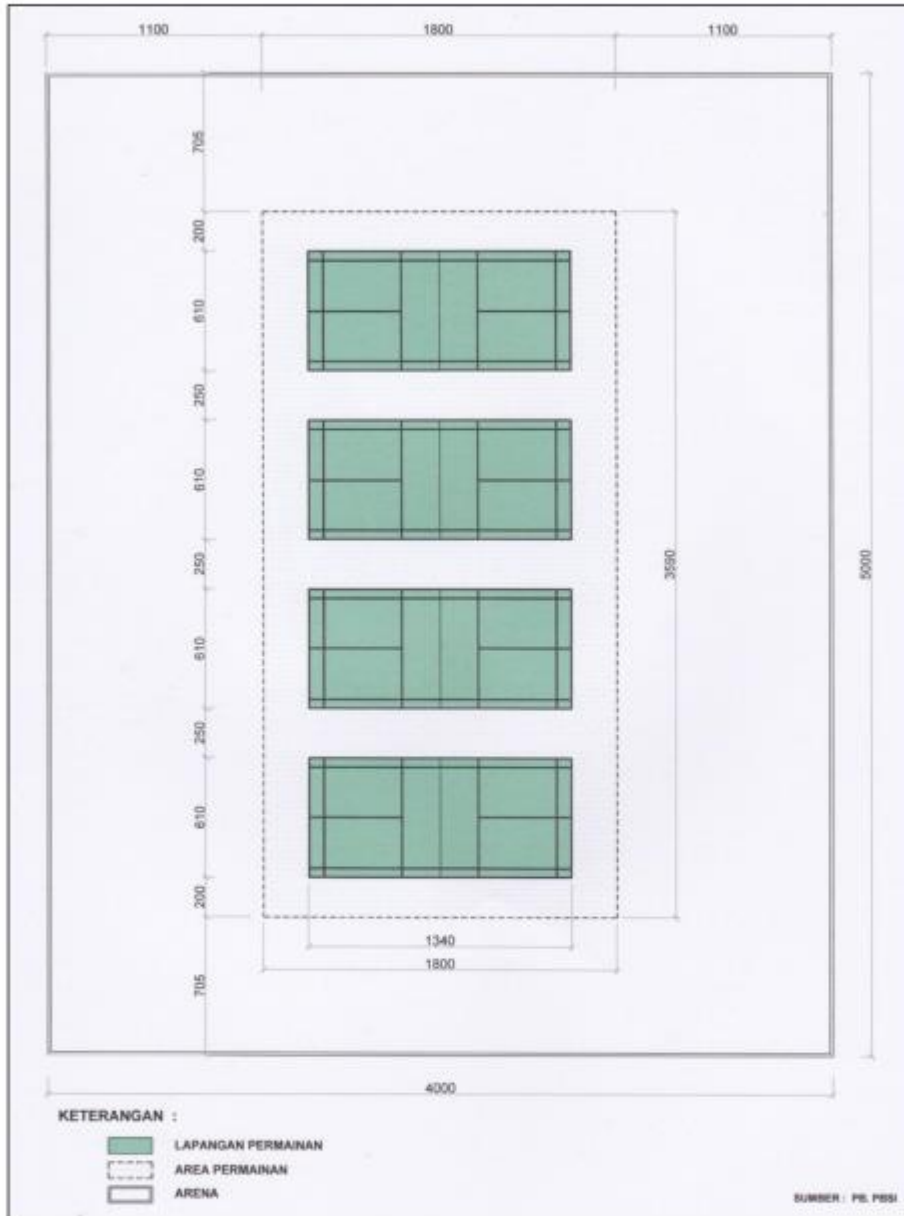 1100 1800 1100
705
200
610
250
610
250
610
250
610
200
705
3590
5000
1340
1800
4000
KETERANGAN :
LAPANGAN PERMAINAN
AREA PERMAINAN
ARENA
SUMBER : PB. PBSI